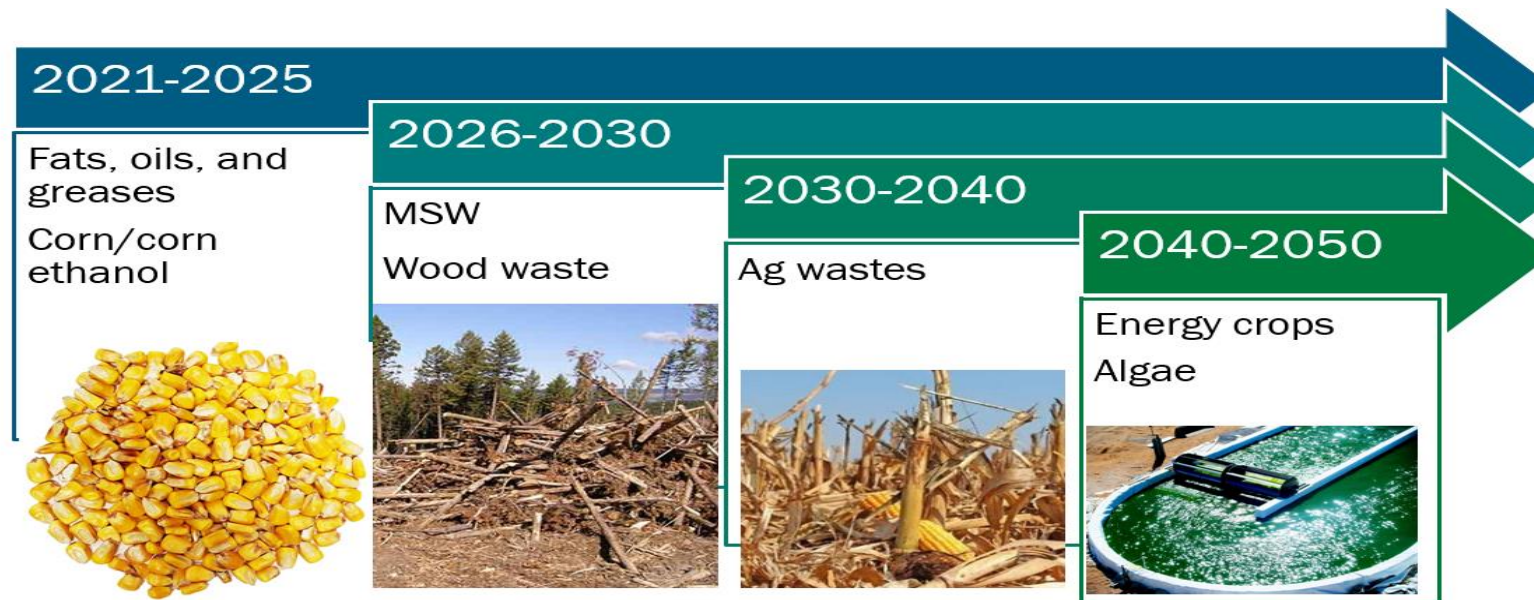 2021-2025
Fats, oils, and
greases
Corn/corn
ethanol
2026-2030
MSW
Wood waste
2030-2040
Ag wastes
2040-2050
Energy crops
Algae